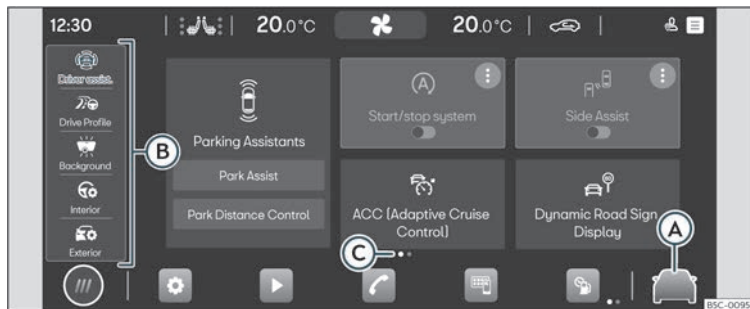 12:30
20.0°C
20.0°C
Driver assist.
Drive Profile
Background
Interior
Exterior
B
Parking Assistants
Park Assist
Park Distance Control
A
Start/stop system
Side Assist
ACC (Adaptive Cruise
Control)
80
Dynamic Road Sign
Display
A
C
B5C-0095